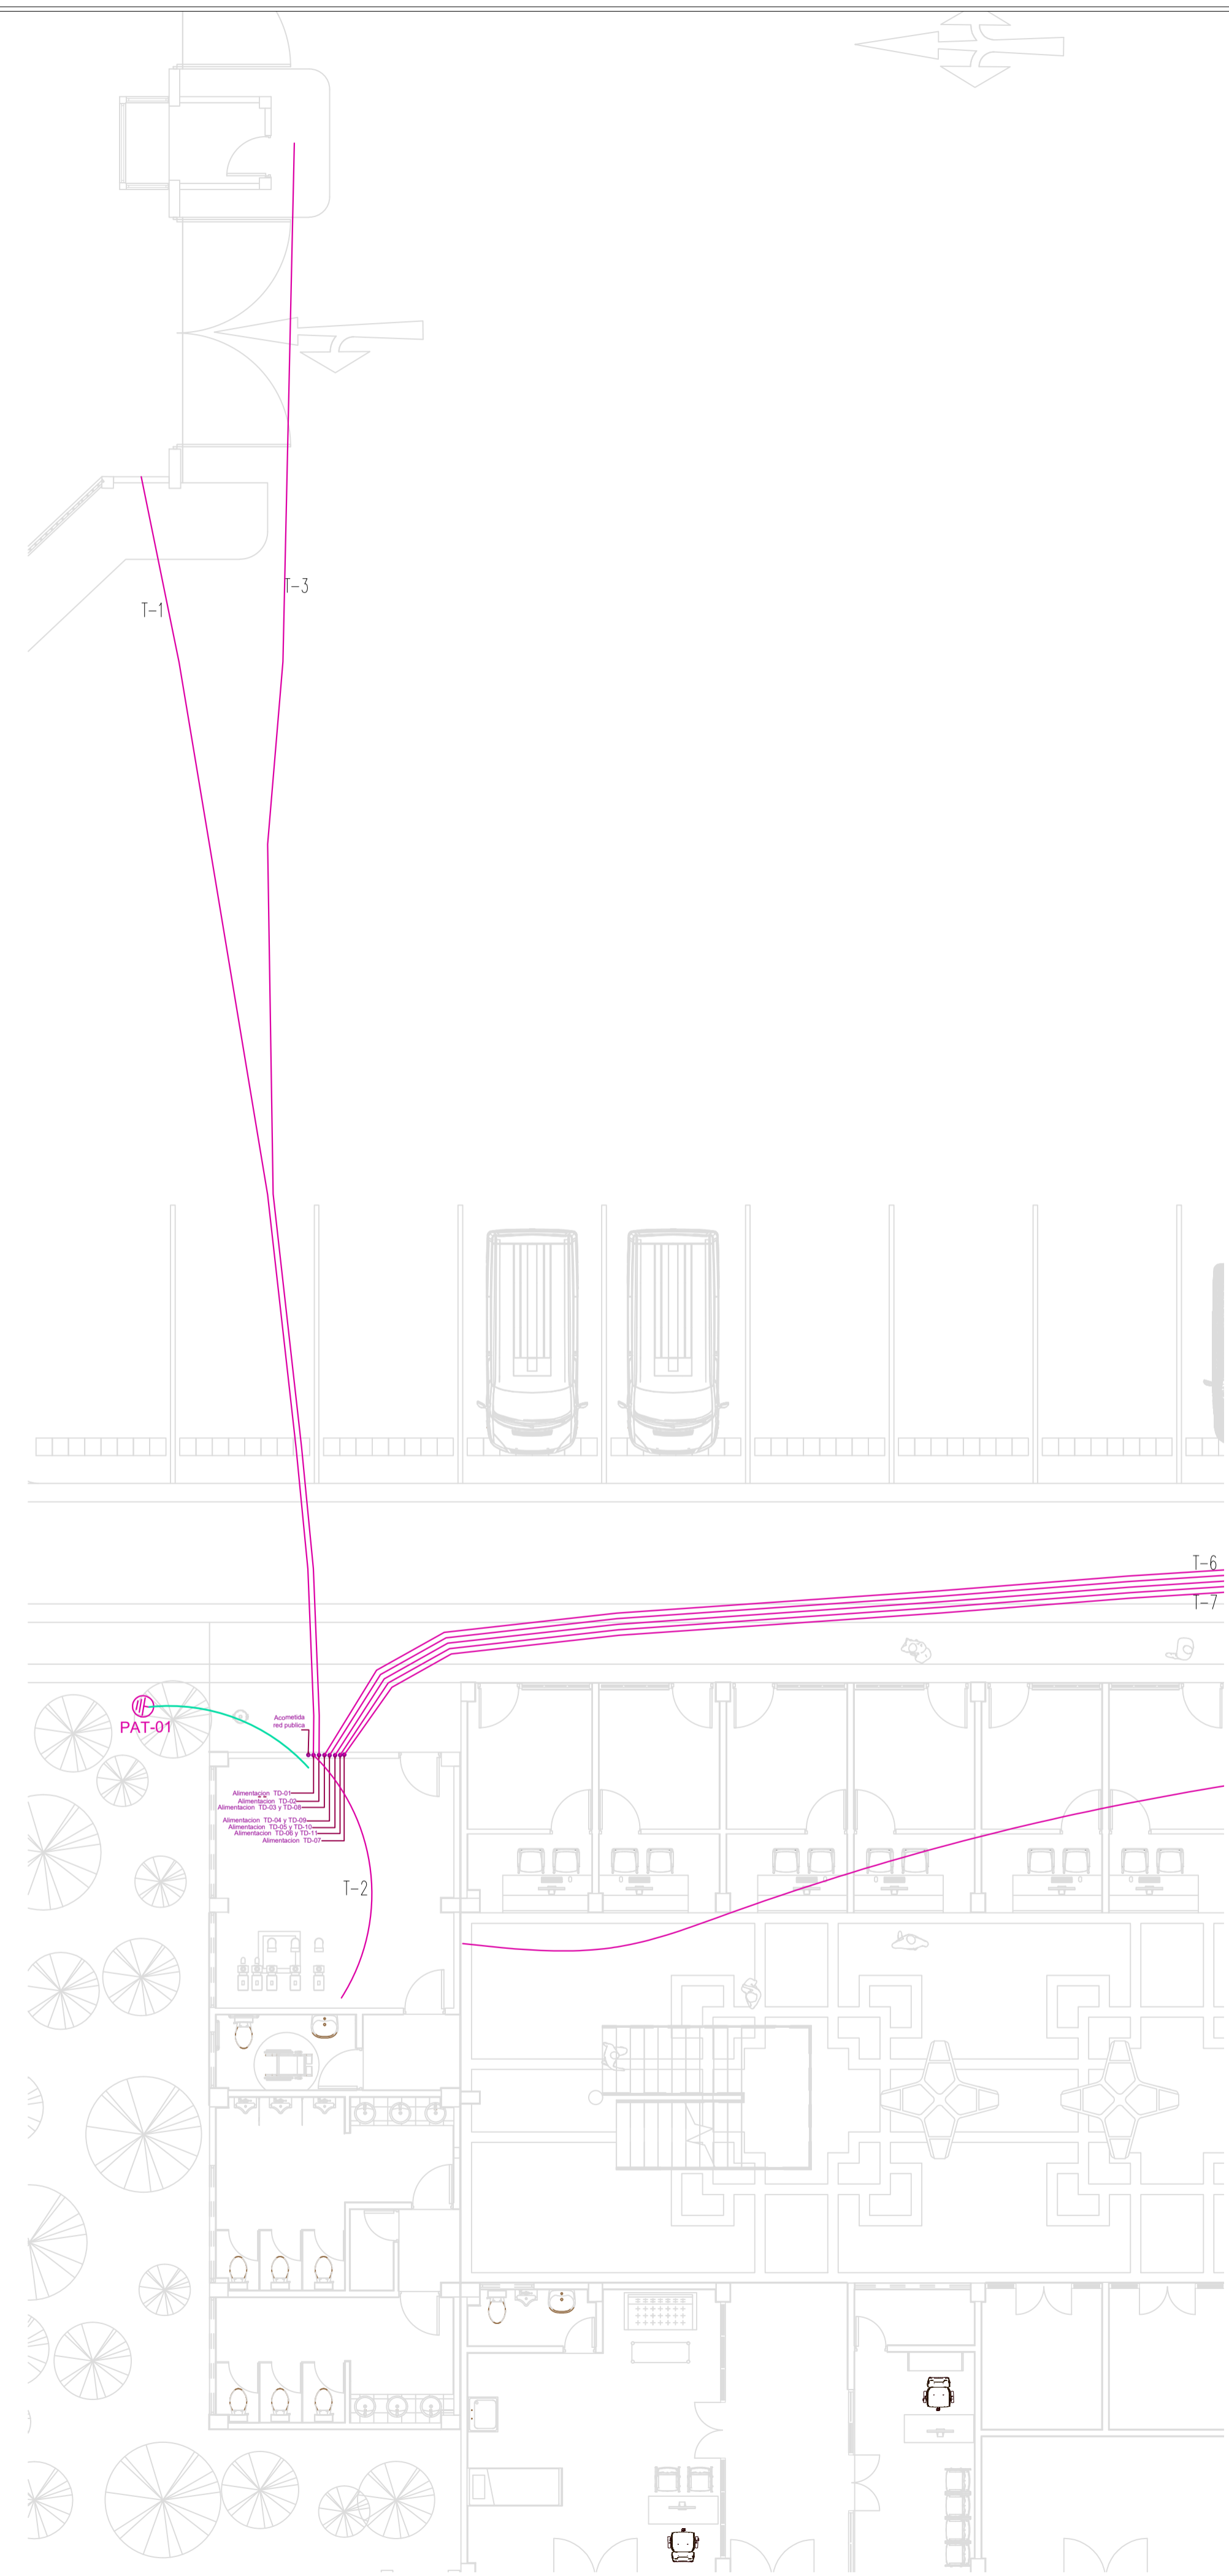 T-3
T-1
T-6
T-7
PAT-01
Acometida
red publica
Alimentacion TD-01
Alimentacion TD-02
Alimentacion TD-03 y TD-08
Alimentacion TD-04 y TD-09
Alimentacion TD-05 y TD-10
Alimentacion TD-06 y TD-11
Alimentacion TD-07
T-2